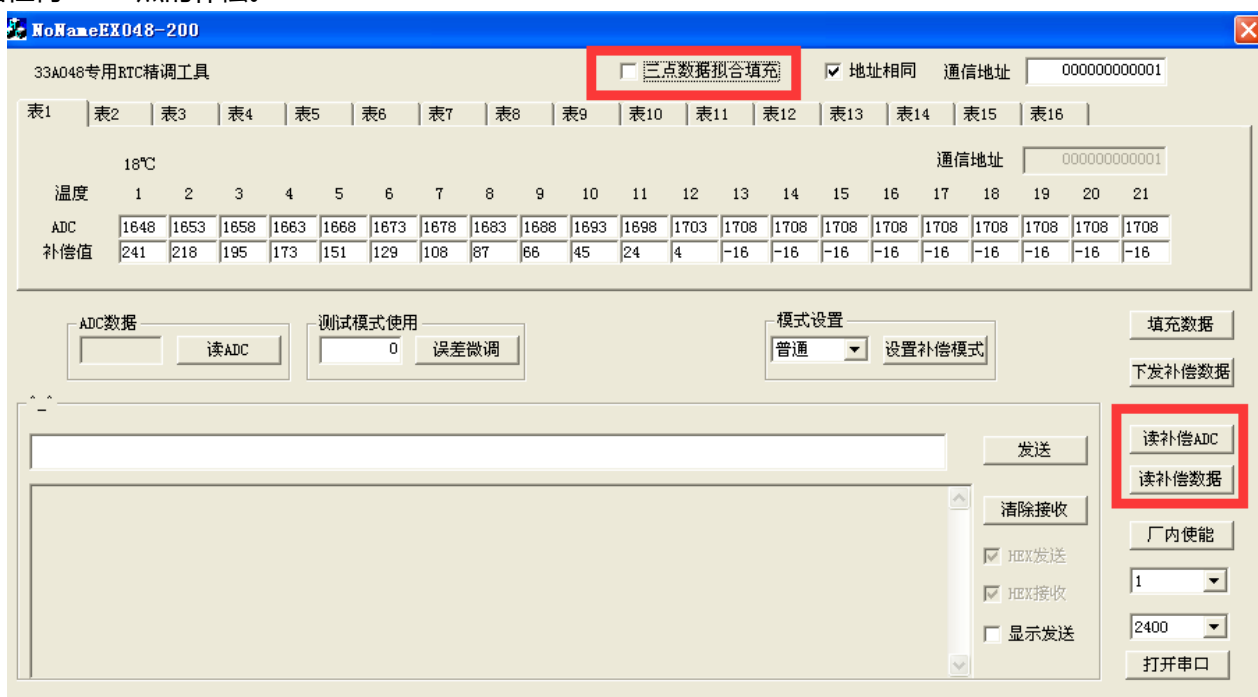 NoNameEX048-200
33A048专用RTC精调工具 三点数据拟合填充 地址相同 通信地址 000000000001
表1 表2 表3 表4 表5 表6 表7 表8 表9 表10 表11 表12 表13 表14 表15 表16
18℃ 通信地址 000000000001
温度 1 2 3 4 5 6 7 8 9 10 11 12 13 14 15 16 17 18 19 20 21
ADC 1648 1653 1658 1663 1668 1673 1678 1683 1688 1693 1698 1703 1708 1708 1708 1708 1708 1708 1708 1708 1708
补偿值 241 218 195 173 151 129 108 87 66 45 24 4 -16 -16 -16 -16 -16 -16 -16 -16 -16
ADC数据 测试模式使用 模式设置 填充数据
读ADC 0 误差微调 普通 设置补偿模式
下发补偿数据
^_^
读补偿ADC
发送
读补偿数据
清除接收
厂内使能
HEX发送
1
HEX接收
2400
显示发送
打开串口